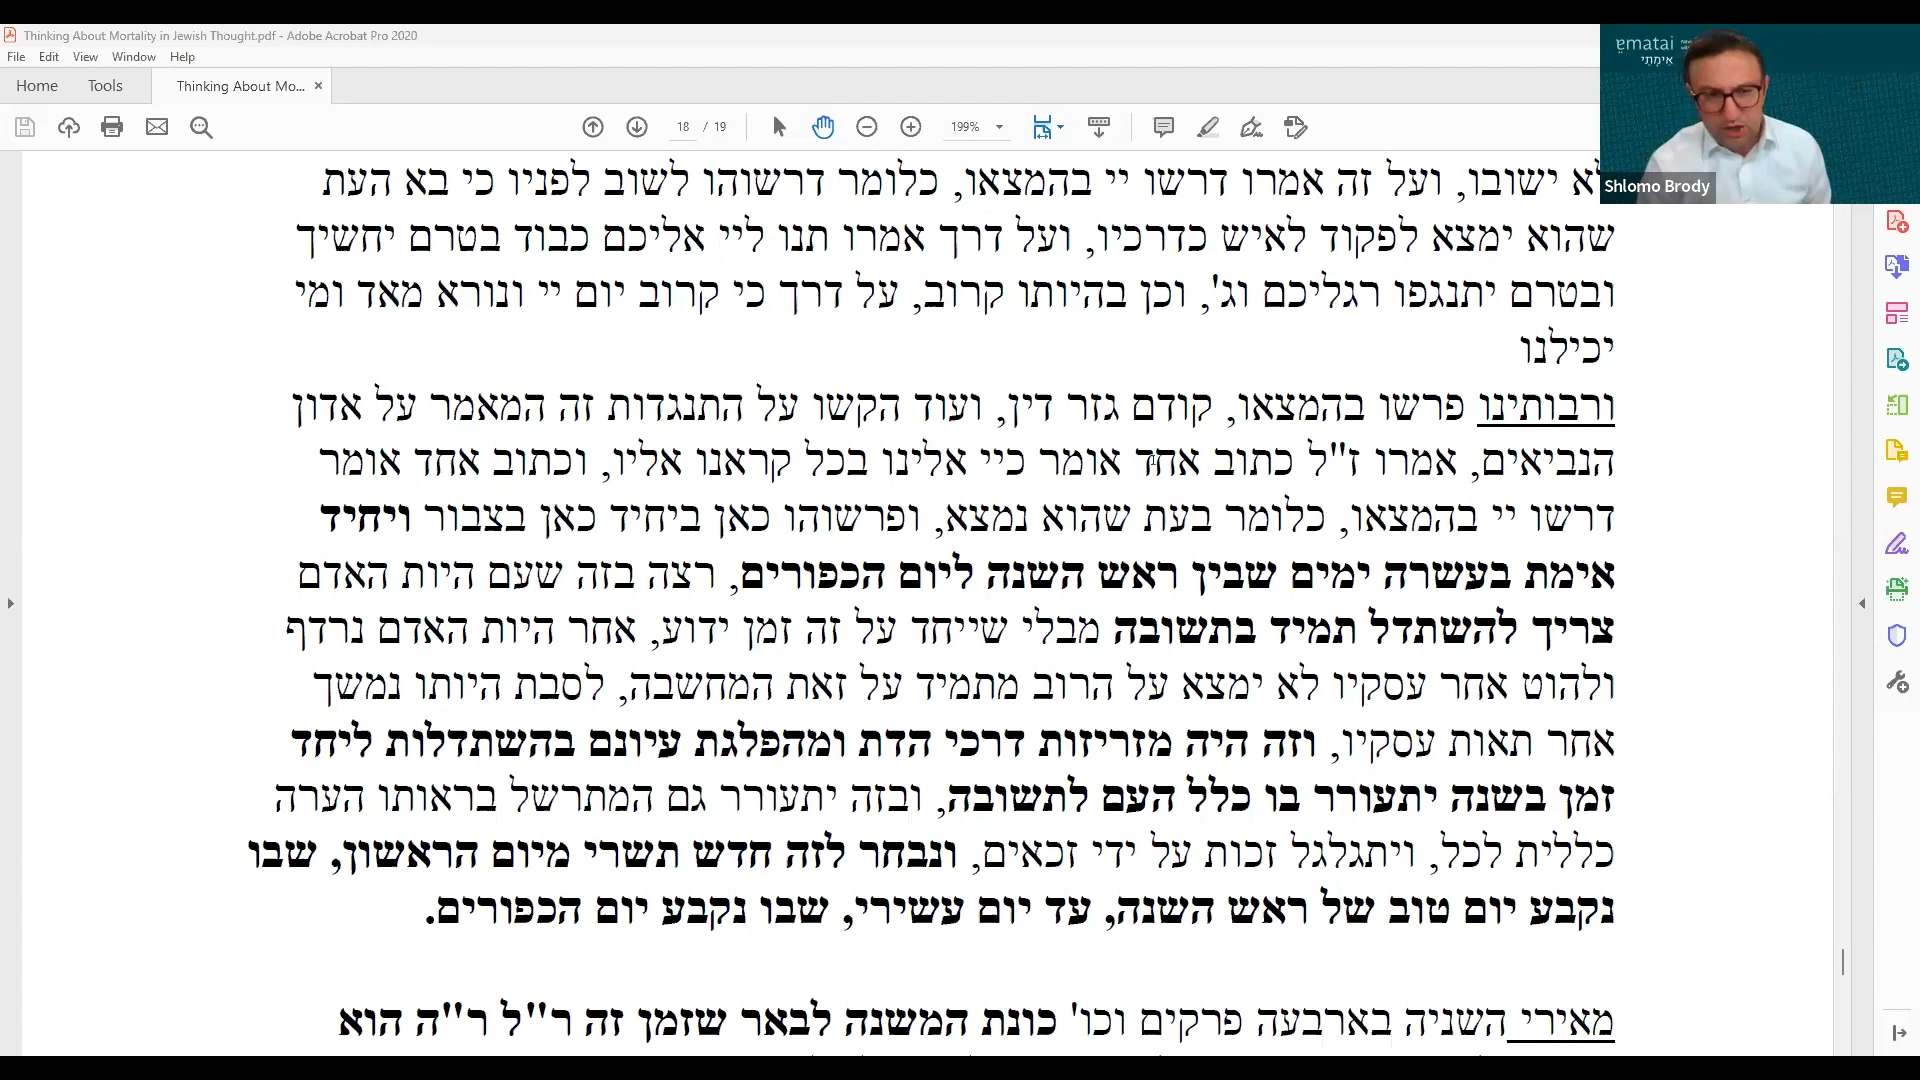 Thinking About Mortality in Jewish Thought.pdf - Adobe Acrobat Pro 2020
File Edit View Window Help
Home Tools Thinking About Mo... ×
18 / 19 199%
ematai
אֵימָתַי
Shlomo Brody
לא ישובו, ועל זה אמרו דרשו יי בהמצאו, כלומר דרשוהו לשוב לפניו כי בא העת
שהוא ימצא לפקוד לאיש כדרכיו, ועל דרך אמרו תנו ליי אליכם כבוד בטרם יחשיך
ובטרם יתנגפו רגליכם וג', וכן בהיותו קרוב, על דרך כי קרוב יום יי ונורא מאד ומי
יכילנו
ורבותינו פרשו בהמצאו, קודם גזר דין, ועוד הקשו על התנגדות זה המאמר על אדון
הנביאים, אמרו ז"ל כתוב אחד אומר כיי אלינו בכל קראנו אליו, וכתוב אחד אומר
דרשו יי בהמצאו, כלומר בעת שהוא נמצא, ופרשוהו כאן ביחיד כאן בצבור ויחיד
אימת בעשרה ימים שבין ראש השנה ליום הכפורים, רצה בזה שעם היות האדם
צריך להשתדל תמיד בתשובה מבלי שייחד על זה זמן ידוע, אחר היות האדם נרדף
ולהוט אחר עסקיו לא ימצא על הרוב מתמיד על זאת המחשבה, לסבת היותו נמשך
אחר תאות עסקיו, וזה היה מזריזות דרכי הדת ומהפלגת עיונם בהשתדלות ליחד
זמן בשנה יתעורר בו כלל העם לתשובה, ובזה יתעורר גם המתרשל בראותו הערה
כללית לכל, ויתגלגל זכות על ידי זכאים, ונבחר לזה חדש תשרי מיום הראשון, שבו
נקבע יום טוב של ראש השנה, עד יום עשירי, שבו נקבע יום הכפורים.
מאירי השניה בארבעה פרקים וכו' כונת המשנה לבאר שזמן זה ר"ל ר"ה הוא